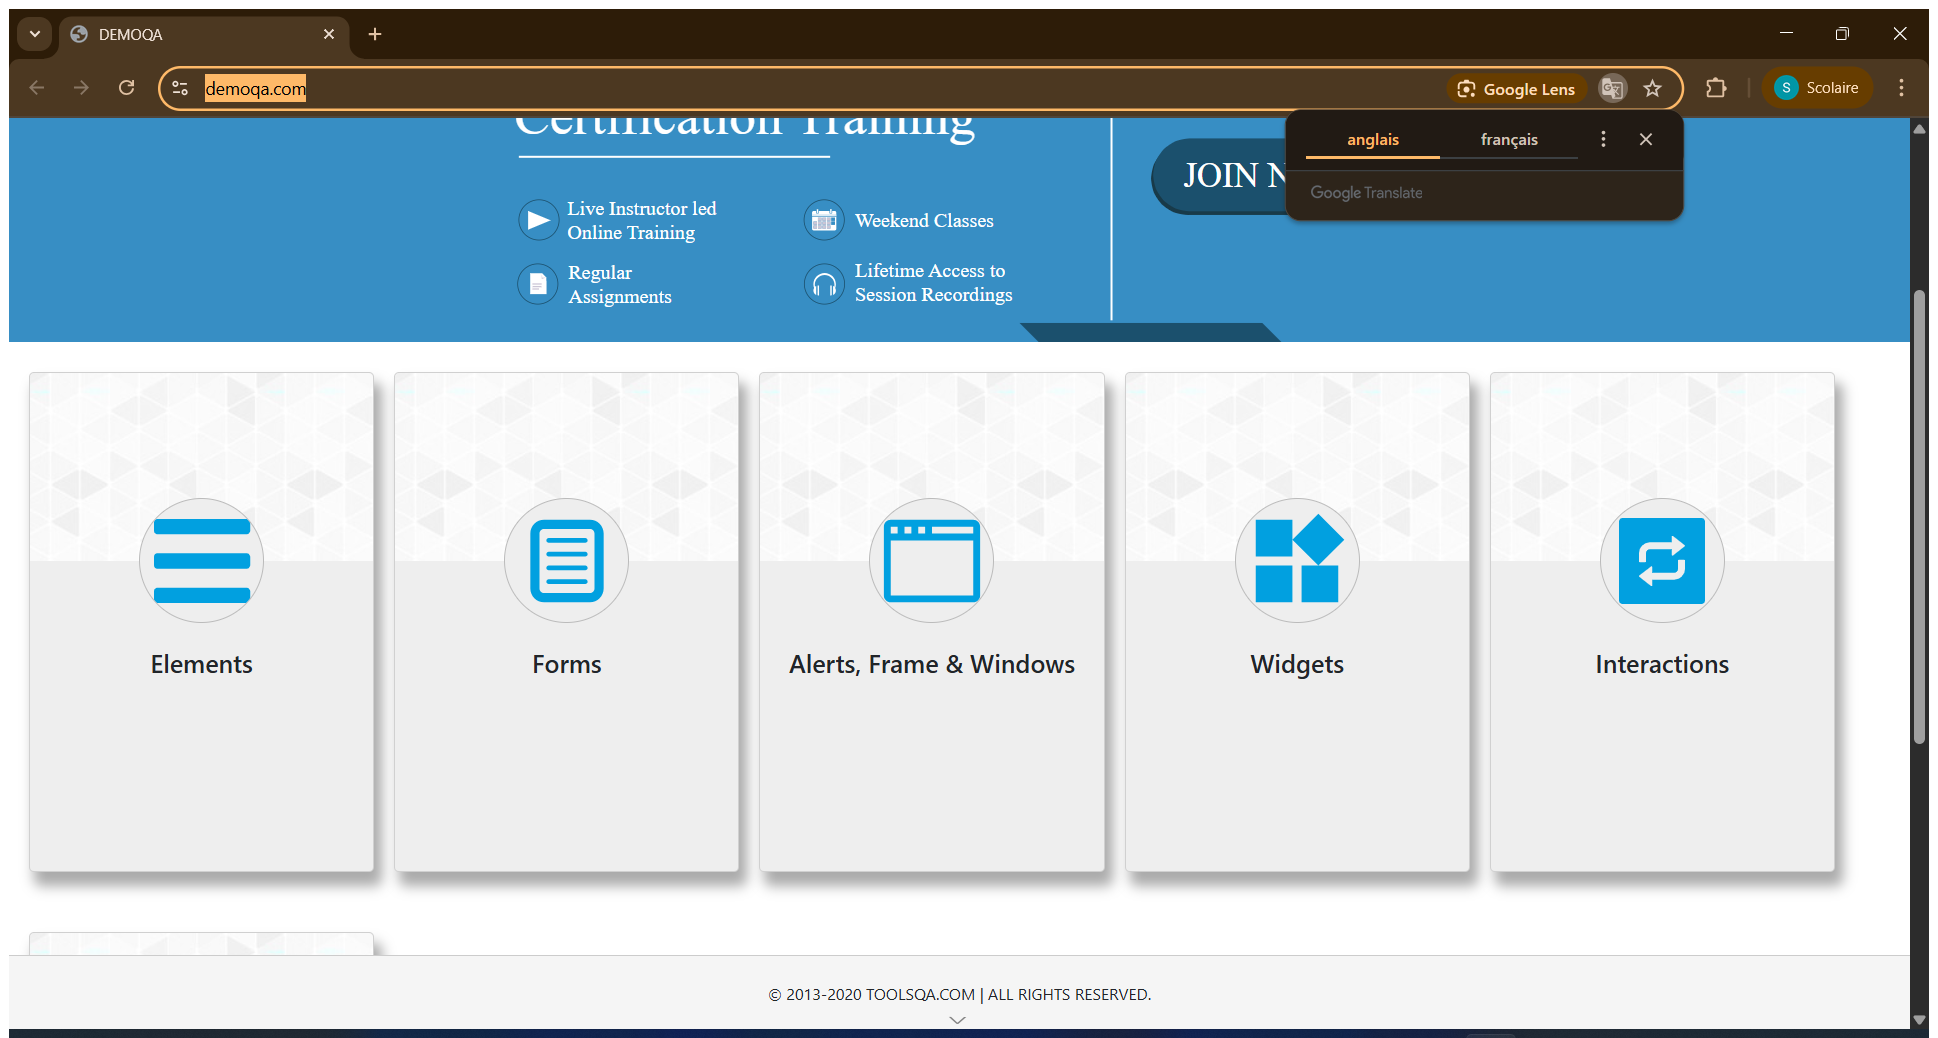 DEMOQA
demoqa.com
Google Lens
S
Scolaire
anglais
français
Google Translate
Certification Training
JOIN
Live Instructor led
Online Training
Weekend Classes
Regular
Assignments
Lifetime Access to
Session Recordings
Elements
Forms
Alerts, Frame & Windows
Widgets
Interactions
© 2013-2020 TOOLSQA.COM | ALL RIGHTS RESERVED.